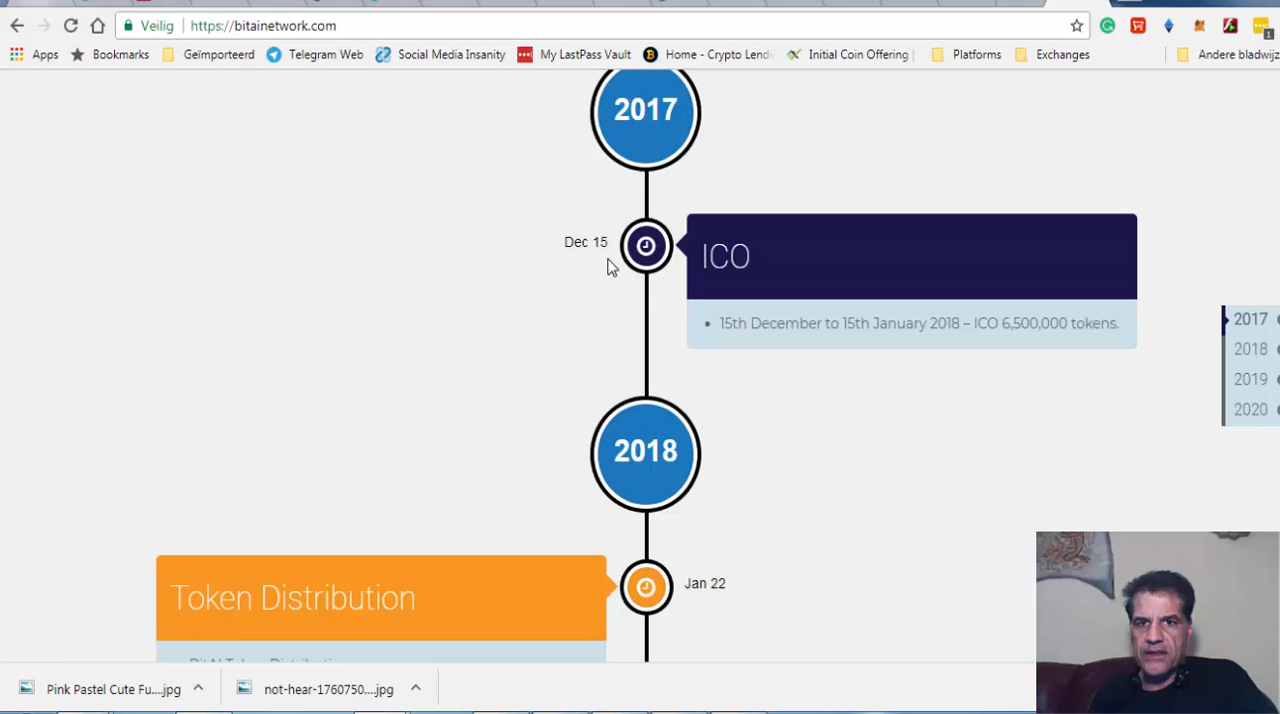 Veilig
https://bitainetwork.com
Apps
Bookmarks
Geïmporteerd
Telegram Web
Social Media Insanity
My LastPass Vault
Home - Crypto Lend
Initial Coin Offering
Platforms
Exchanges
Andere bladwijz
1
2017
Dec 15
ICO
15th December to 15th January 2018 – ICO 6,500,000 tokens.
2017
2018
2019
2020
2018
Token Distribution
Jan 22
Pink Pastel Cute Fu....jpg
not-hear-1760750....jpg